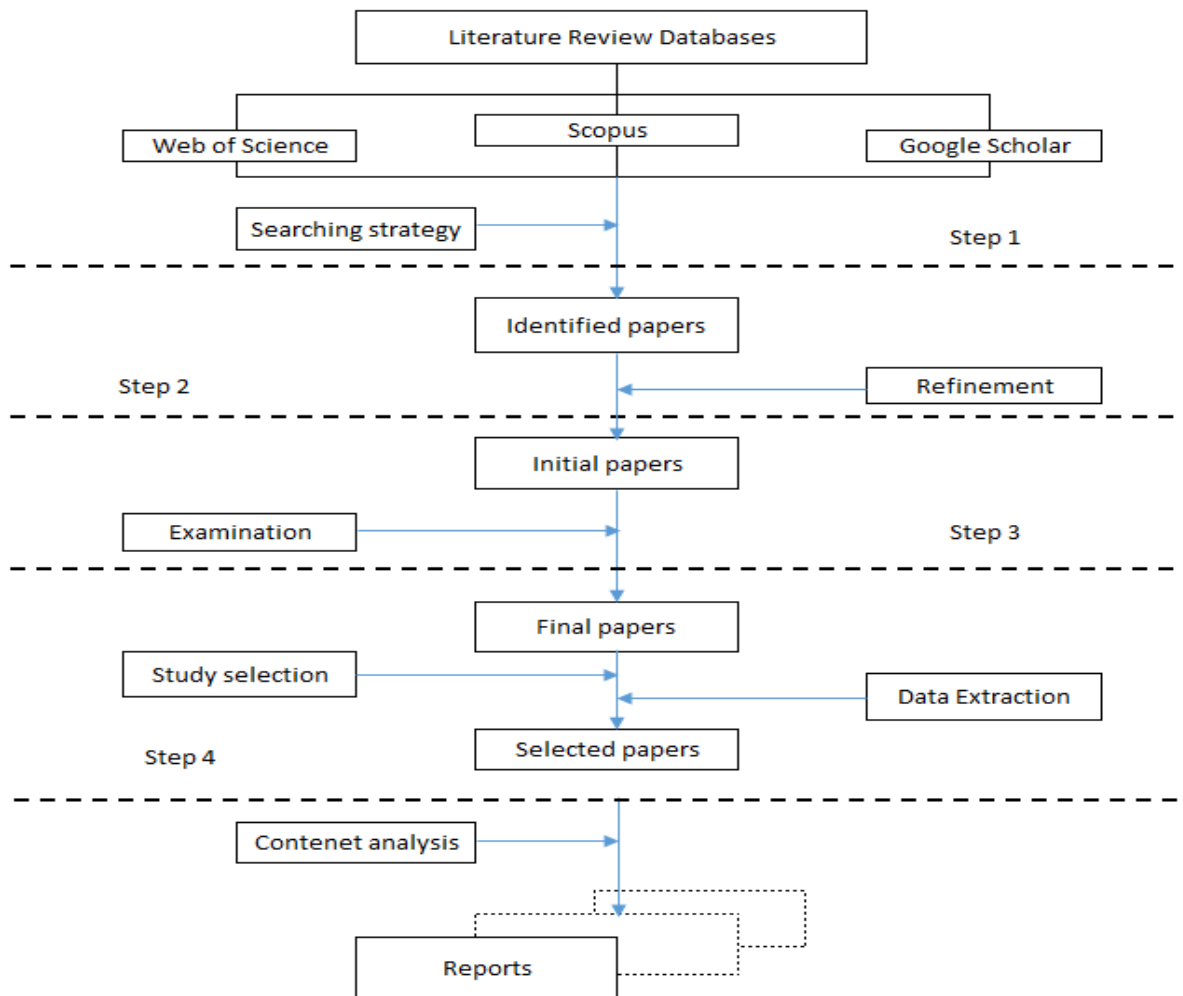 Literature Review Databases
Web of Science
Scopus
Google Scholar
Searching strategy
Step 1
Identified papers
Step 2
Refinement
Initial papers
Examination
Step 3
Final papers
Study selection
Data Extraction
Selected papers
Step 4
Contenet analysis
Reports